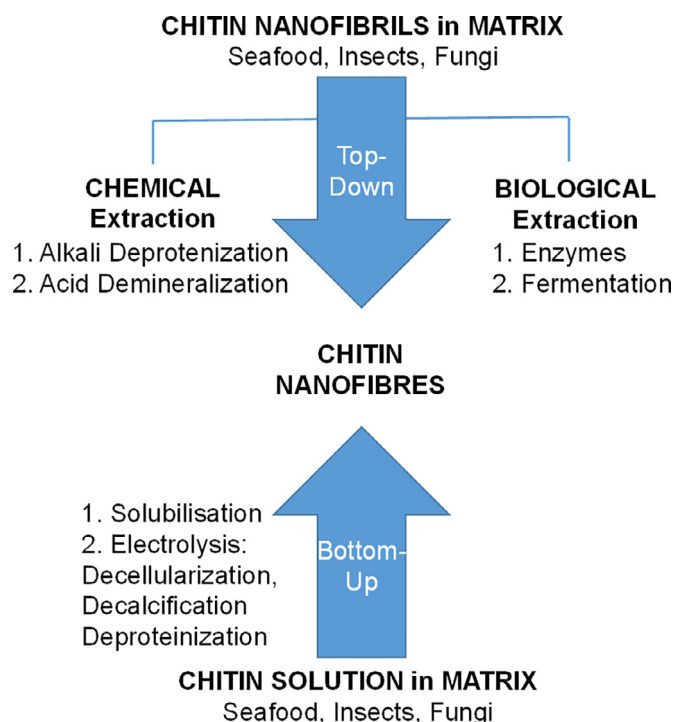 CHITIN NANOFIBRILS in MATRIX
Seafood, Insects, Fungi
Top-
Down
CHEMICAL
Extraction
1. Alkali Deprotenization
2. Acid Demineralization
BIOLOGICAL
Extraction
1. Enzymes
2. Fermentation
CHITIN
NANOFIBRES
1. Solubilisation
2. Electrolysis:
Decellularization,
Decalcification
Deproteinization
Bottom-
Up
CHITIN SOLUTION in MATRIX
Seafood, Insects, Fungi